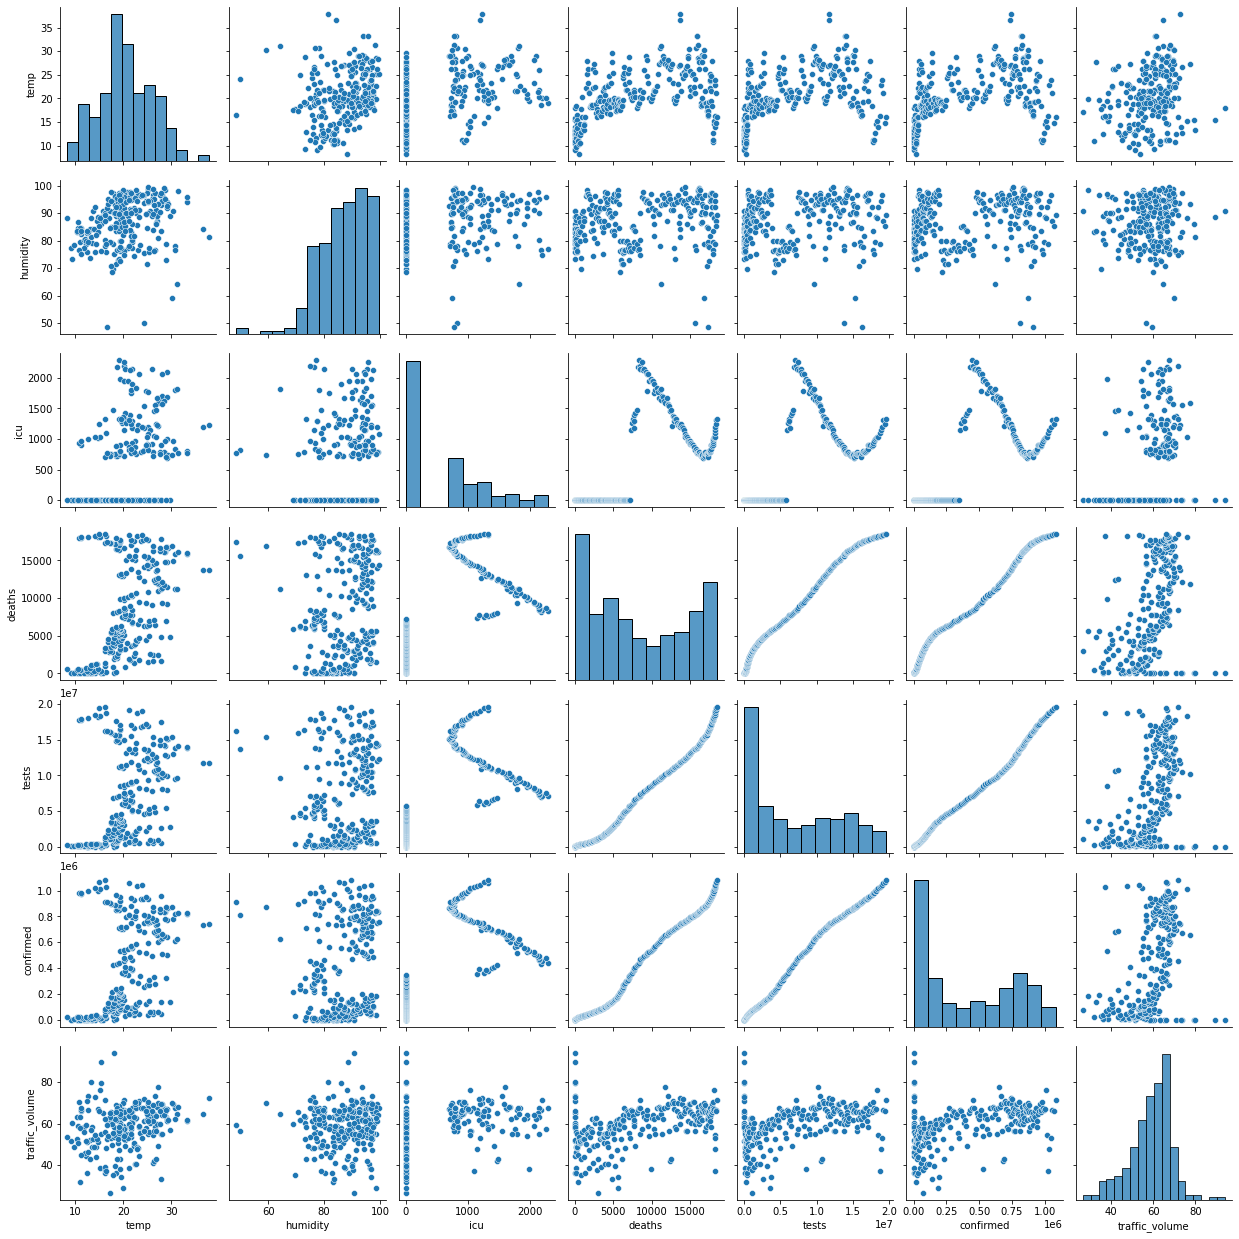 35
30
25
20
15
10
temp
100
90
80
70
60
50
humidity
2000
1500
1000
500
0
icu
15000
10000
5000
0
deaths
1e7
2.0
1.5
1.0
0.5
0.0
tests
1e6
1.0
0.8
0.6
0.4
0.2
0.0
confirmed
80
60
40
traffic_volume
10 20 30
60 80 100
0 1000 2000
0 5000 10000 15000
0.0 0.5 1.0 1.5 2.0
1e7
0.00 0.25 0.50 0.75 1.00
1e6
40 60 80
temp humidity icu deaths tests confirmed traffic_volume